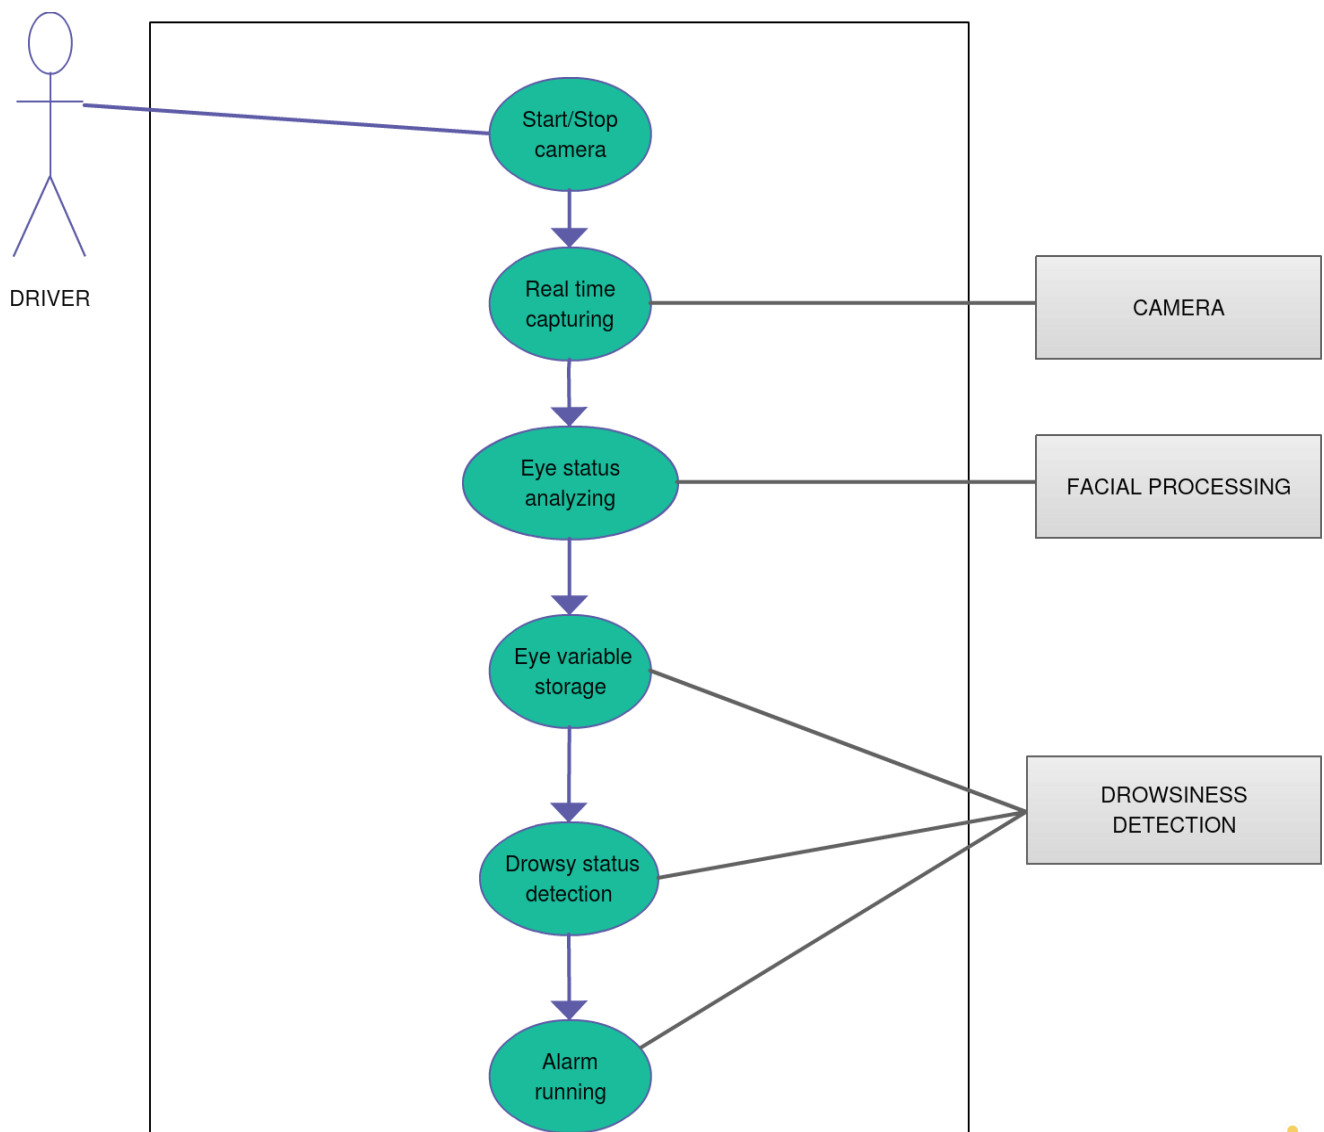 Start/Stop
camera
DRIVER
Real time
capturing
CAMERA
Eye status
analyzing
FACIAL PROCESSING
Eye variable
storage
DROWSINESS
DETECTION
Drowsy status
detection
Alarm
running